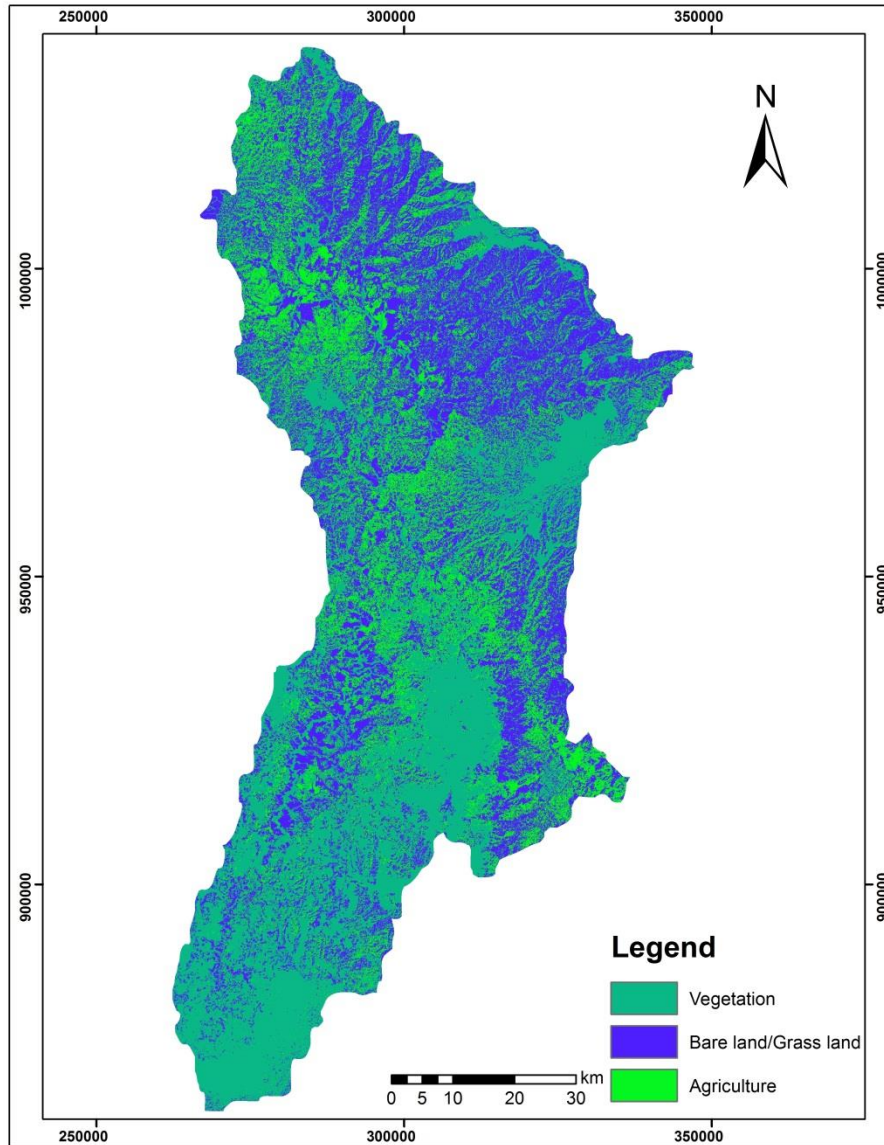 250000 300000 350000
N
1000000 1000000
950000 950000
900000 900000
Legend
Vegetation
Bare land/Grass land
Agriculture
km
0 5 10 20 30
250000 300000 350000